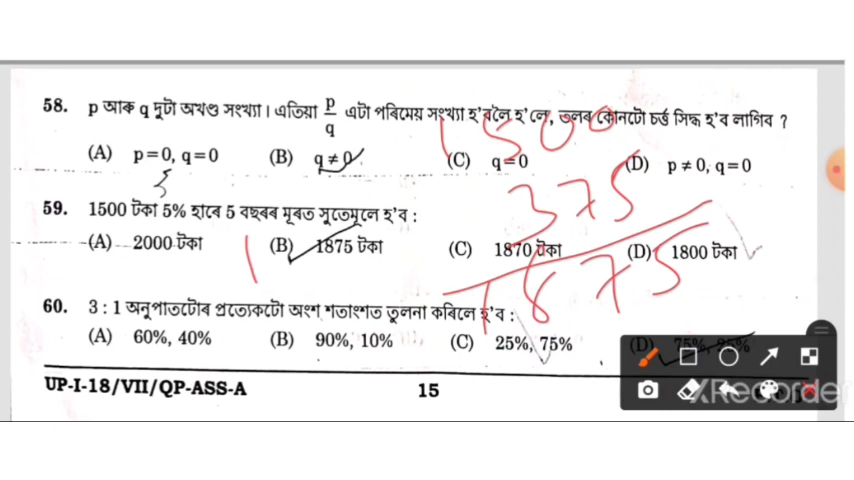 58. p আৰু q দুটা অখণ্ড সংখ্যা। এতিয়া p/q এটা পৰিমেয় সংখ্যা হ'বলৈ হ'লে, তলৰ কোনটো চৰ্ত্ত সিদ্ধ হ'ব লাগিব ?
(A) p=0, q=0 (B) q≠0 (C) q=0 (D) p≠0, q=0
1500
375
1875
59. 1500 টকা 5% হাৰে 5 বছৰৰ মূৰত সুতেমূলে হ'ব :
(A) 2000 টকা (B) 1875 টকা (C) 1870 টকা (D) 1800 টকা
60. 3 : 1 অনুপাতটোৰ প্ৰত্যেকটো অংশ শতাংশত তুলনা কৰিলে হ'ব :
(A) 60%, 40% (B) 90%, 10% (C) 25%, 75% (D) 75%, 25%
UP-I-18/VII/QP-ASS-A 15
XRecorder